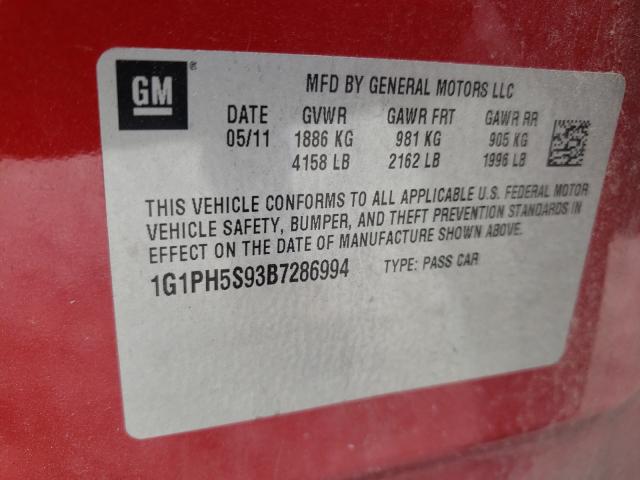 GM®
MFD BY GENERAL MOTORS LLC
DATE GVWR GAWR FRT GAWR RR
05/11 1886 KG 981 KG 905 KG
4158 LB 2162 LB 1996 LB
THIS VEHICLE CONFORMS TO ALL APPLICABLE U.S. FEDERAL MOTOR
VEHICLE SAFETY, BUMPER, AND THEFT PREVENTION STANDARDS IN
EFFECT ON THE DATE OF MANUFACTURE SHOWN ABOVE.
1G1PH5S93B7286994 TYPE: PASS CAR